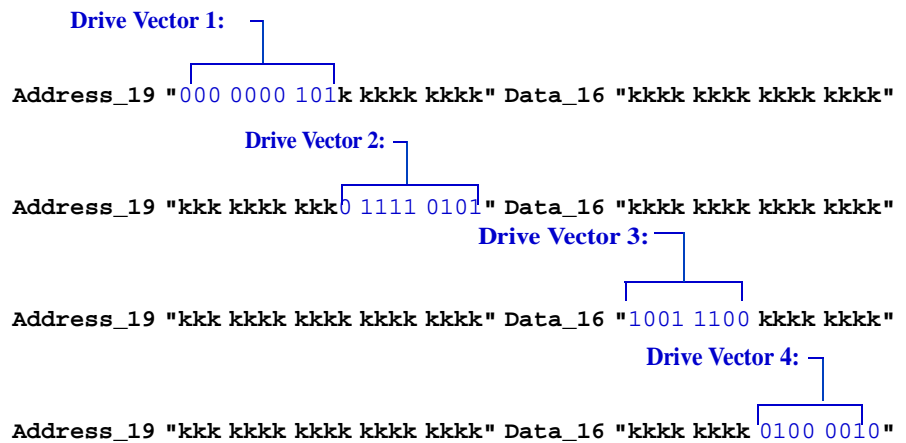 Drive Vector 1:
Address_19 "000 0000 101k kkkk kkkk" Data_16 "kkkk kkkk kkkk kkkk"
Drive Vector 2:
Address_19 "kkk kkkk kkk0 1111 0101" Data_16 "kkkk kkkk kkkk kkkk"
Drive Vector 3:
Address_19 "kkk kkkk kkkk kkkk kkkk" Data_16 "1001 1100 kkkk kkkk"
Drive Vector 4:
Address_19 "kkk kkkk kkkk kkkk kkkk" Data_16 "kkkk kkkk 0100 0010"